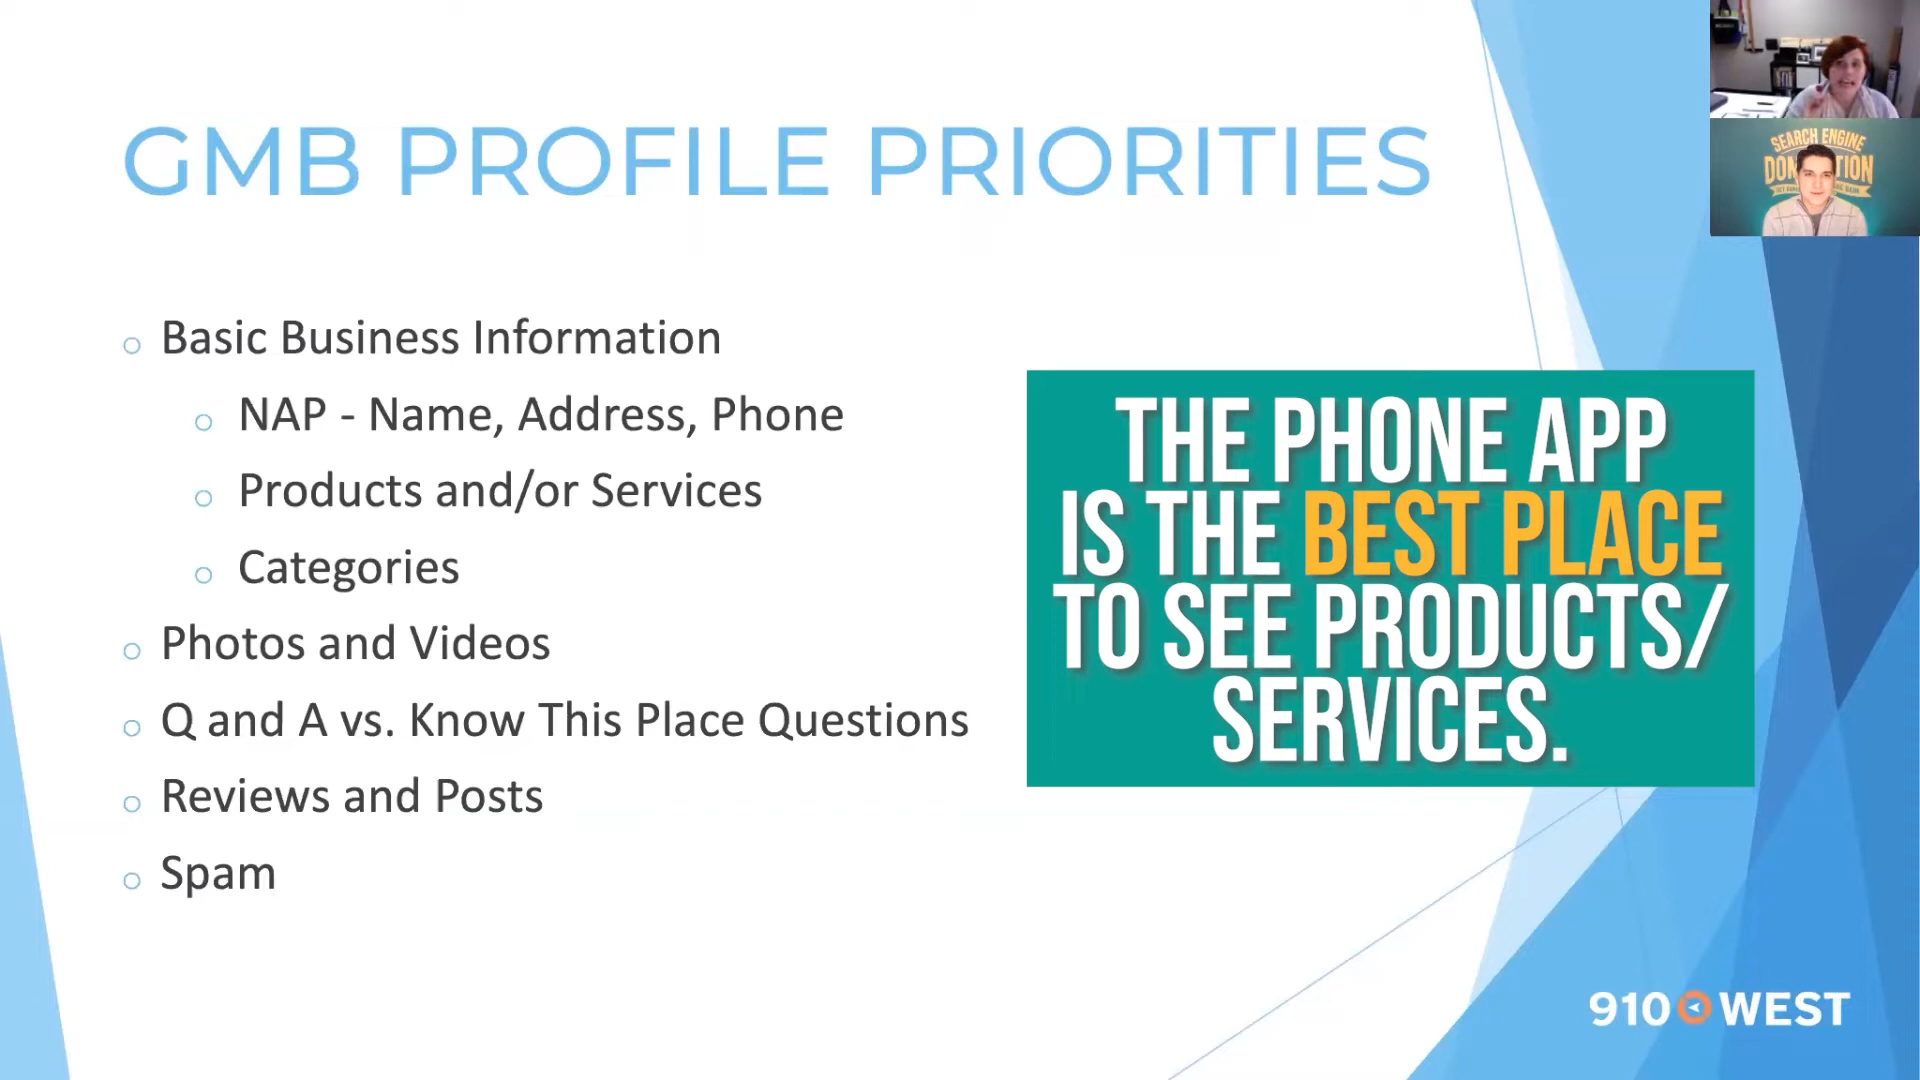 GMB PROFILE PRIORITIES
Basic Business Information
NAP - Name, Address, Phone
Products and/or Services
Categories
Photos and Videos
Q and A vs. Know This Place Questions
Reviews and Posts
Spam
THE PHONE APP
IS THE BEST PLACE
TO SEE PRODUCTS/
SERVICES.
SEARCH ENGINE
910 WEST